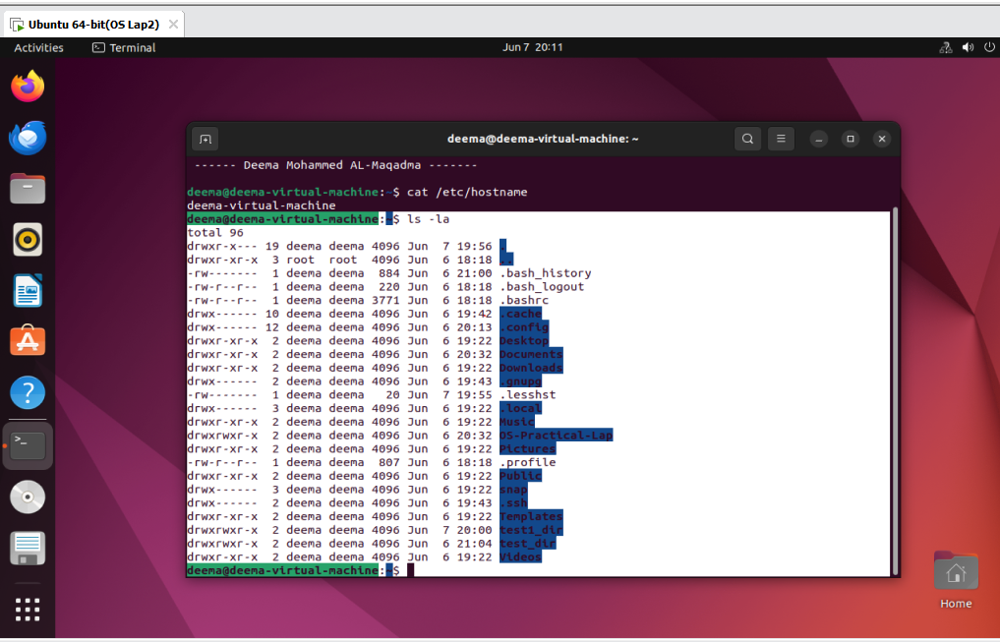 Ubuntu 64-bit(OS Lap2)
Activities Terminal Jun 7 20:11
deema@deema-virtual-machine: ~
------ Deema Mohammed AL-Maqadma -------
deema@deema-virtual-machine:~$ cat /etc/hostname
deema-virtual-machine
deema@deema-virtual-machine:~$ ls -la
total 96
drwxr-x--- 19 deema deema 4096 Jun  7 19:56 .
drwxr-xr-x  3 root  root  4096 Jun  6 18:18 ..
-rw-------  1 deema deema  884 Jun  6 21:00 .bash_history
-rw-r--r--  1 deema deema  220 Jun  6 18:18 .bash_logout
-rw-r--r--  1 deema deema 3771 Jun  6 18:18 .bashrc
drwx------ 10 deema deema 4096 Jun  6 19:42 .cache
drwx------ 12 deema deema 4096 Jun  6 20:13 .config
drwxr-xr-x  2 deema deema 4096 Jun  6 19:22 Desktop
drwxr-xr-x  2 deema deema 4096 Jun  6 20:32 Documents
drwxr-xr-x  2 deema deema 4096 Jun  6 19:22 Downloads
drwx------  2 deema deema 4096 Jun  6 19:43 .gnupg
-rw-------  1 deema deema   20 Jun  7 19:55 .lesshst
drwx------  3 deema deema 4096 Jun  6 19:22 .local
drwxr-xr-x  2 deema deema 4096 Jun  6 19:22 Music
drwxrwxr-x  2 deema deema 4096 Jun  6 20:32 OS-Practical-Lap
drwxr-xr-x  2 deema deema 4096 Jun  6 19:22 Pictures
-rw-r--r--  1 deema deema  807 Jun  6 18:18 .profile
drwxr-xr-x  2 deema deema 4096 Jun  6 19:22 Public
drwx------  3 deema deema 4096 Jun  6 19:22 snap
drwx------  2 deema deema 4096 Jun  6 19:43 .ssh
drwxr-xr-x  2 deema deema 4096 Jun  6 19:22 Templates
drwxrwxr-x  2 deema deema 4096 Jun  7 20:00 test1_dir
drwxrwxr-x  2 deema deema 4096 Jun  6 21:04 test_dir
drwxr-xr-x  2 deema deema 4096 Jun  6 19:22 Videos
deema@deema-virtual-machine:~$
Home